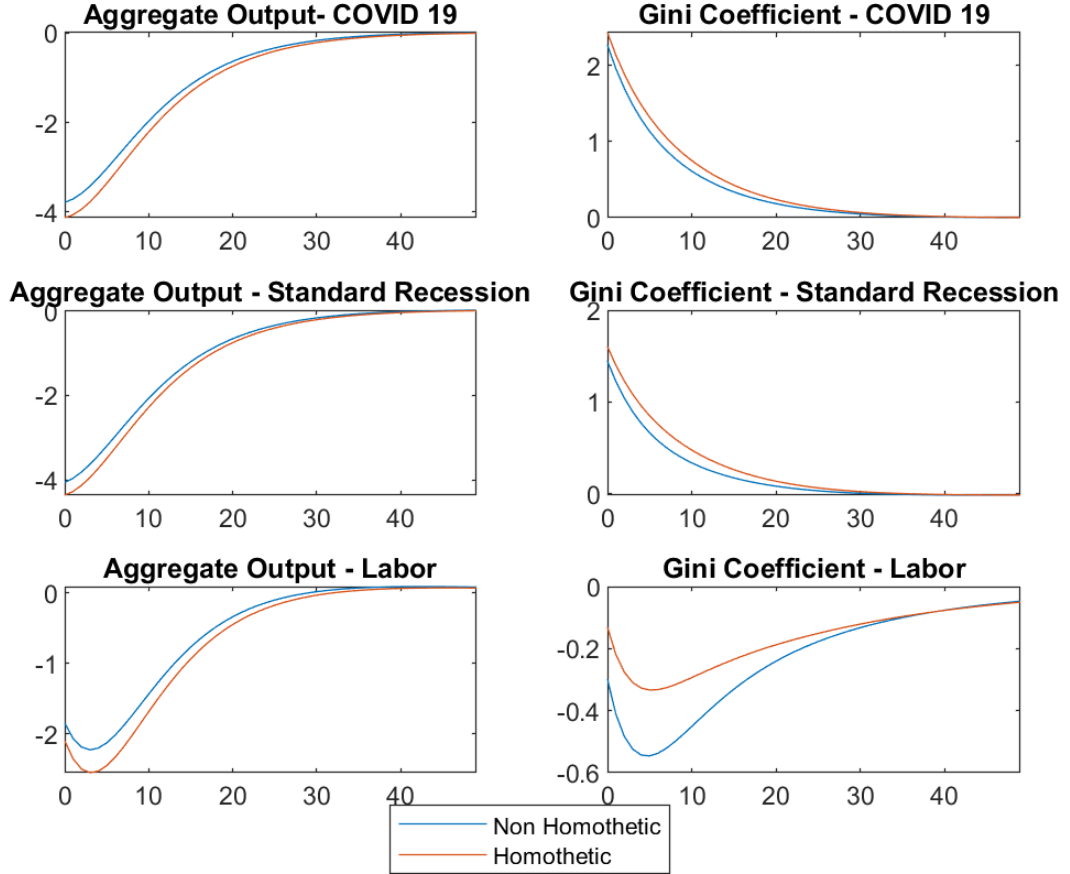 Aggregate Output- COVID 19
0
-2
-4
0 10 20 30 40
Gini Coefficient - COVID 19
2
1
0
0 10 20 30 40
Aggregate Output - Standard Recession
0
-2
-4
0 10 20 30 40
Gini Coefficient - Standard Recession
2
1
0
0 10 20 30 40
Aggregate Output - Labor
0
-1
-2
0 10 20 30 40
Gini Coefficient - Labor
0
-0.2
-0.4
-0.6
0 10 20 30 40
Non Homothetic
Homothetic